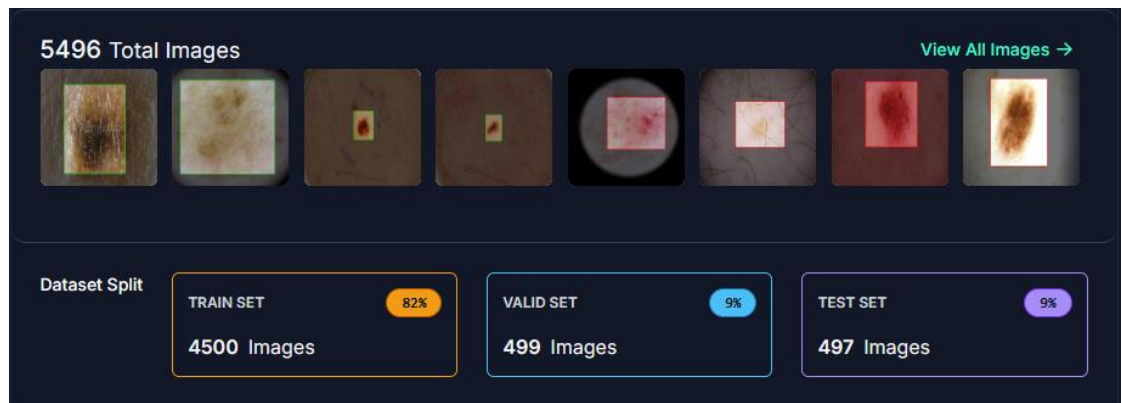 5496 Total Images
View All Images →
Dataset Split
TRAIN SET
82%
4500 Images
VALID SET
9%
499 Images
TEST SET
9%
497 Images